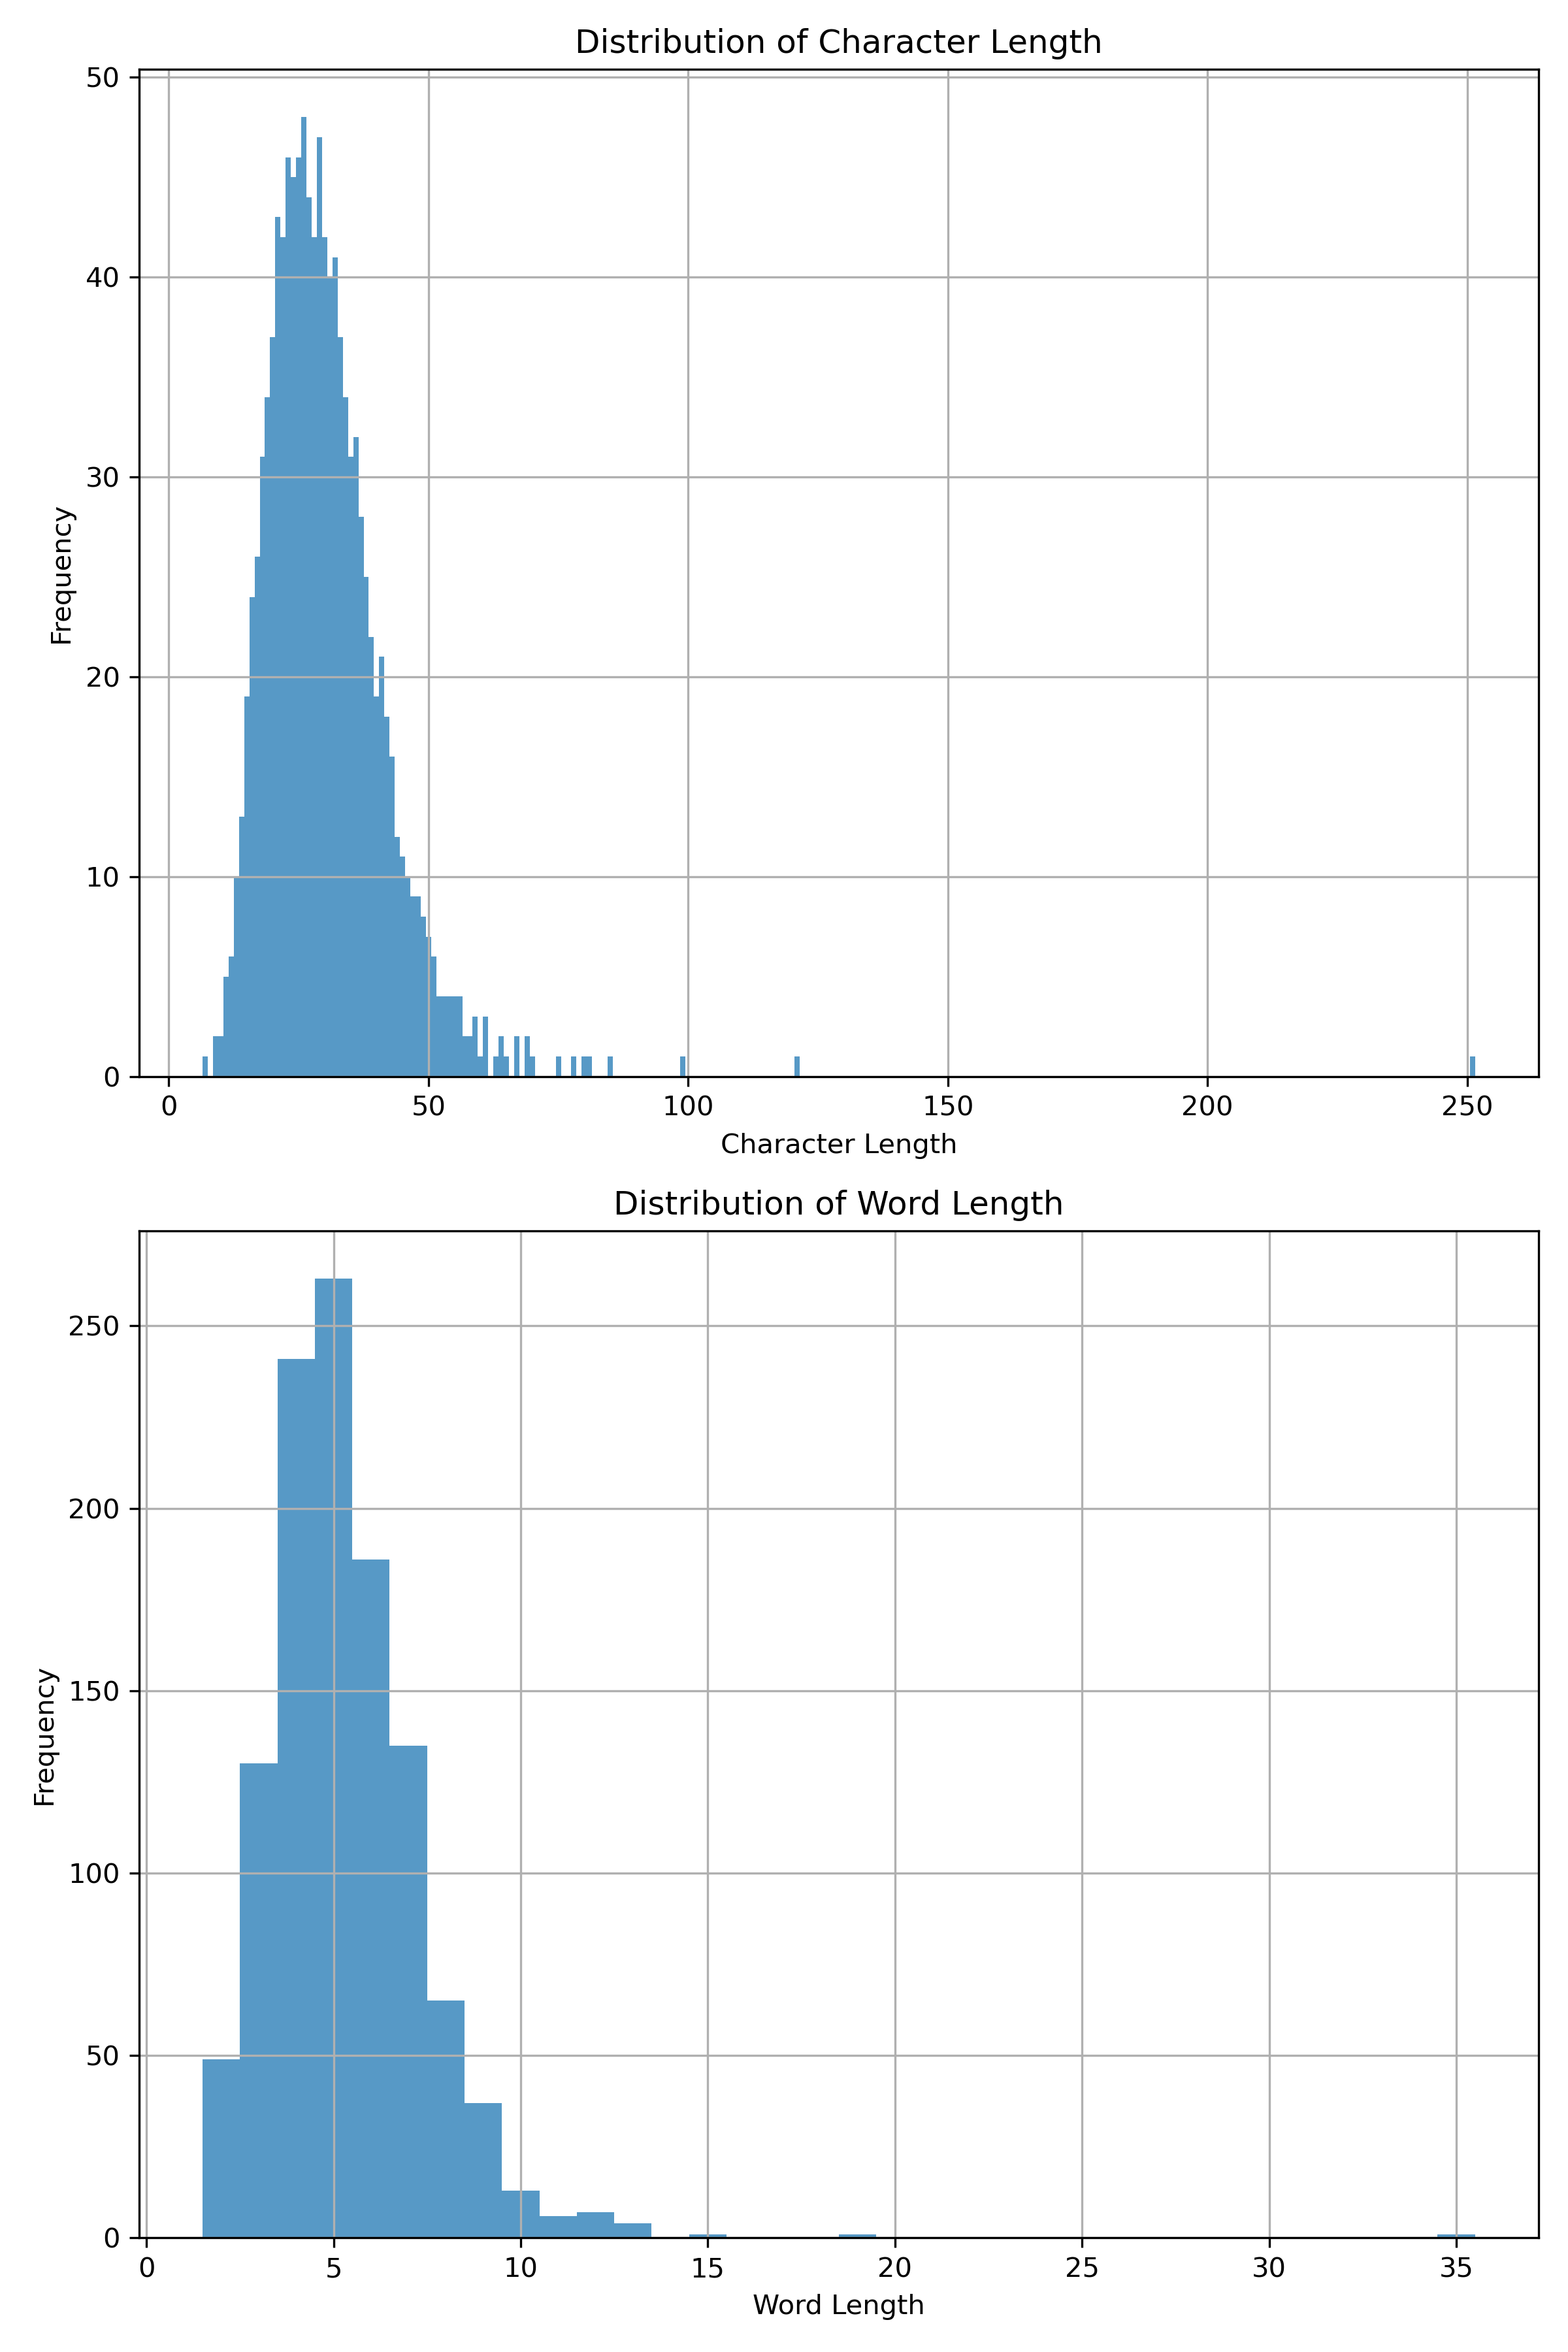 Distribution of Character Length
50
40
30
20
10
0
Frequency
0 50 100 150 200 250
Character Length
Distribution of Word Length
250
200
150
100
50
0
Frequency
0 5 10 15 20 25 30 35
Word Length